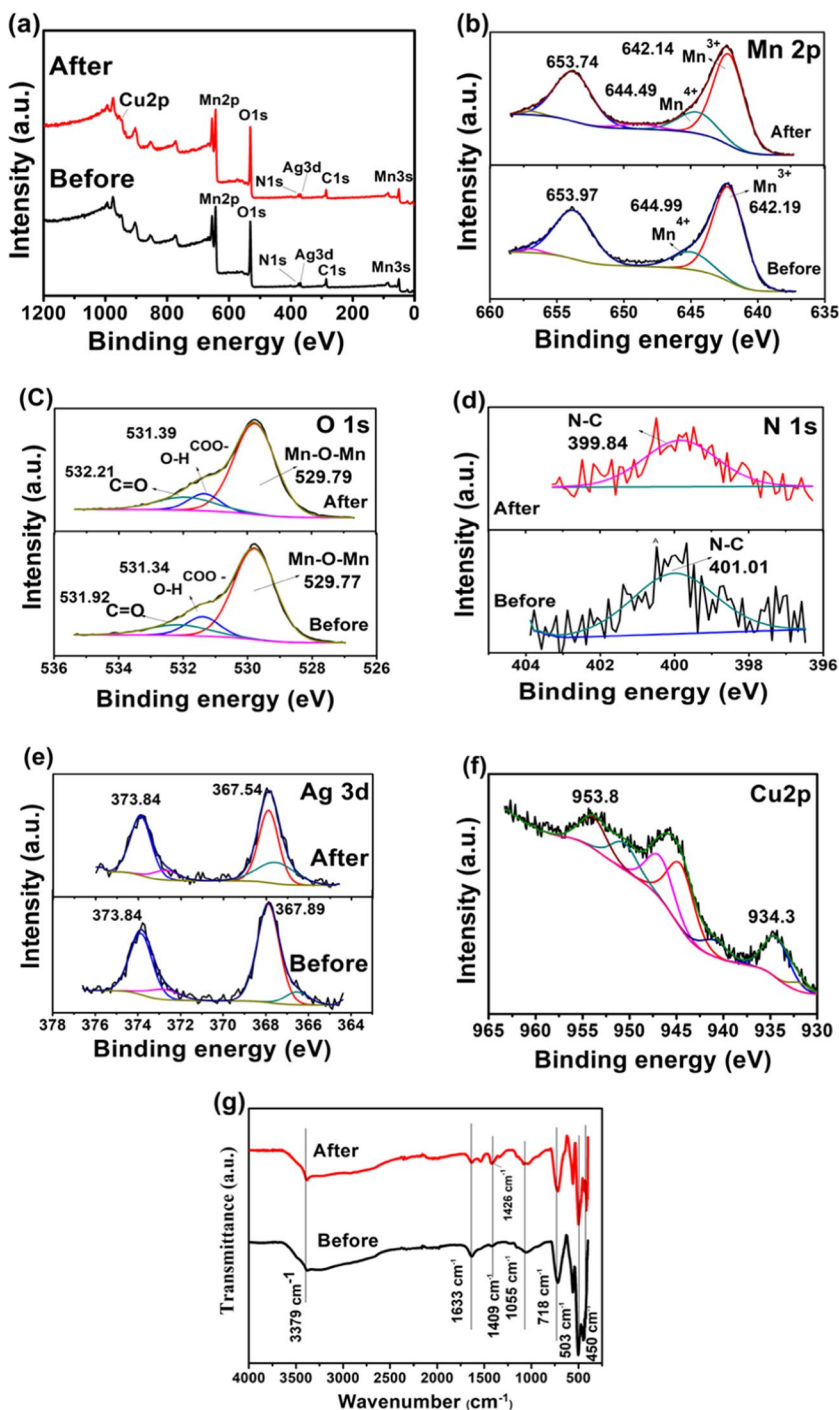 (a)
After
Cu2p
Mn2p
O1s
N1s
Ag3d
C1s
Mn3s
Before
Mn2p
O1s
N1s
Ag3d
C1s
Mn3s
Intensity (a.u.)
1200 1000 800 600 400 200 0
Binding energy (eV)
(b)
Mn 2p
653.74
642.14
Mn3+
644.49
Mn4+
After
653.97
644.99
Mn3+
642.19
Mn4+
Before
Intensity (a.u.)
660 655 650 645 640 635
Binding energy (eV)
(C)
O 1s
531.39
COO-
O-H
532.21
C=O
Mn-O-Mn
529.79
After
531.34
COO -
O-H
531.92
C=O
Mn-O-Mn
529.77
Before
Intensity (a.u.)
536 534 532 530 528 526
Binding energy (eV)
(d)
N 1s
N-C
399.84
After
A
N-C
401.01
Before
Intensity (a.u.)
404 402 400 398 396
Binding energy (eV)
(e)
Ag 3d
373.84
367.54
After
373.84
367.89
Before
Intensity (a.u.)
378 376 374 372 370 368 366 364
Binding energy (eV)
(f)
Cu2p
953.8
934.3
Intensity (a.u.)
965 960 955 950 945 940 935 930
Binding energy (eV)
(g)
After
1426 cm-1
Before
3379 cm-1
1633 cm-1
1409 cm-1
1055 cm-1
718 cm-1
503 cm-1
450 cm-1
Transmittance (a.u.)
4000 3500 3000 2500 2000 1500 1000 500
Wavenumber (cm-1)